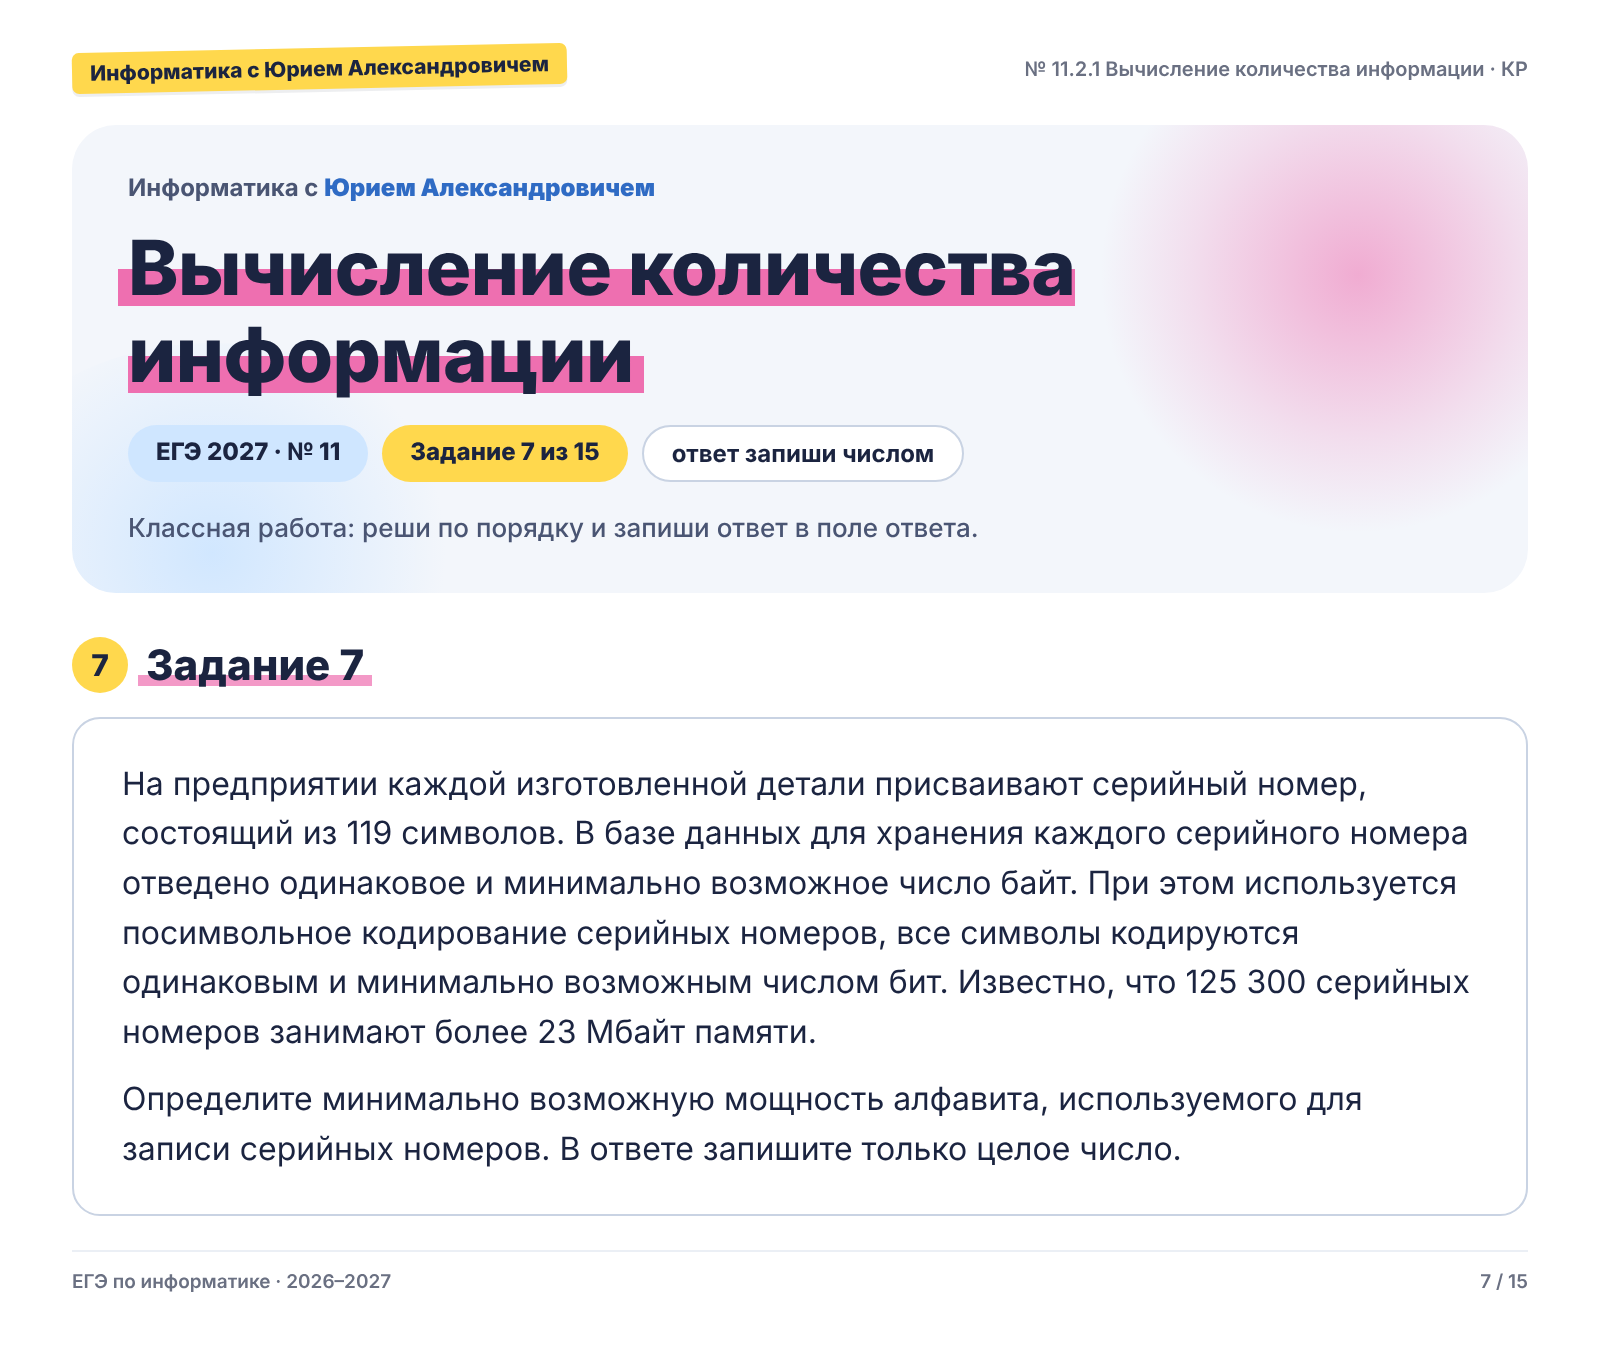 Информатика с Юрием Александровичем
№ 11.2.1 Вычисление количества информации · КР
Информатика с Юрием Александровичем
Вычисление количества
информации
ЕГЭ 2027 · № 11
Задание 7 из 15
ответ запиши числом
Классная работа: реши по порядку и запиши ответ в поле ответа.
7
Задание 7
На предприятии каждой изготовленной детали присваивают серийный номер,
состоящий из 119 символов. В базе данных для хранения каждого серийного номера
отведено одинаковое и минимально возможное число байт. При этом используется
посимвольное кодирование серийных номеров, все символы кодируются
одинаковым и минимально возможным числом бит. Известно, что 125 300 серийных
номеров занимают более 23 Мбайт памяти.
Определите минимально возможную мощность алфавита, используемого для
записи серийных номеров. В ответе запишите только целое число.
ЕГЭ по информатике · 2026–2027
7 / 15